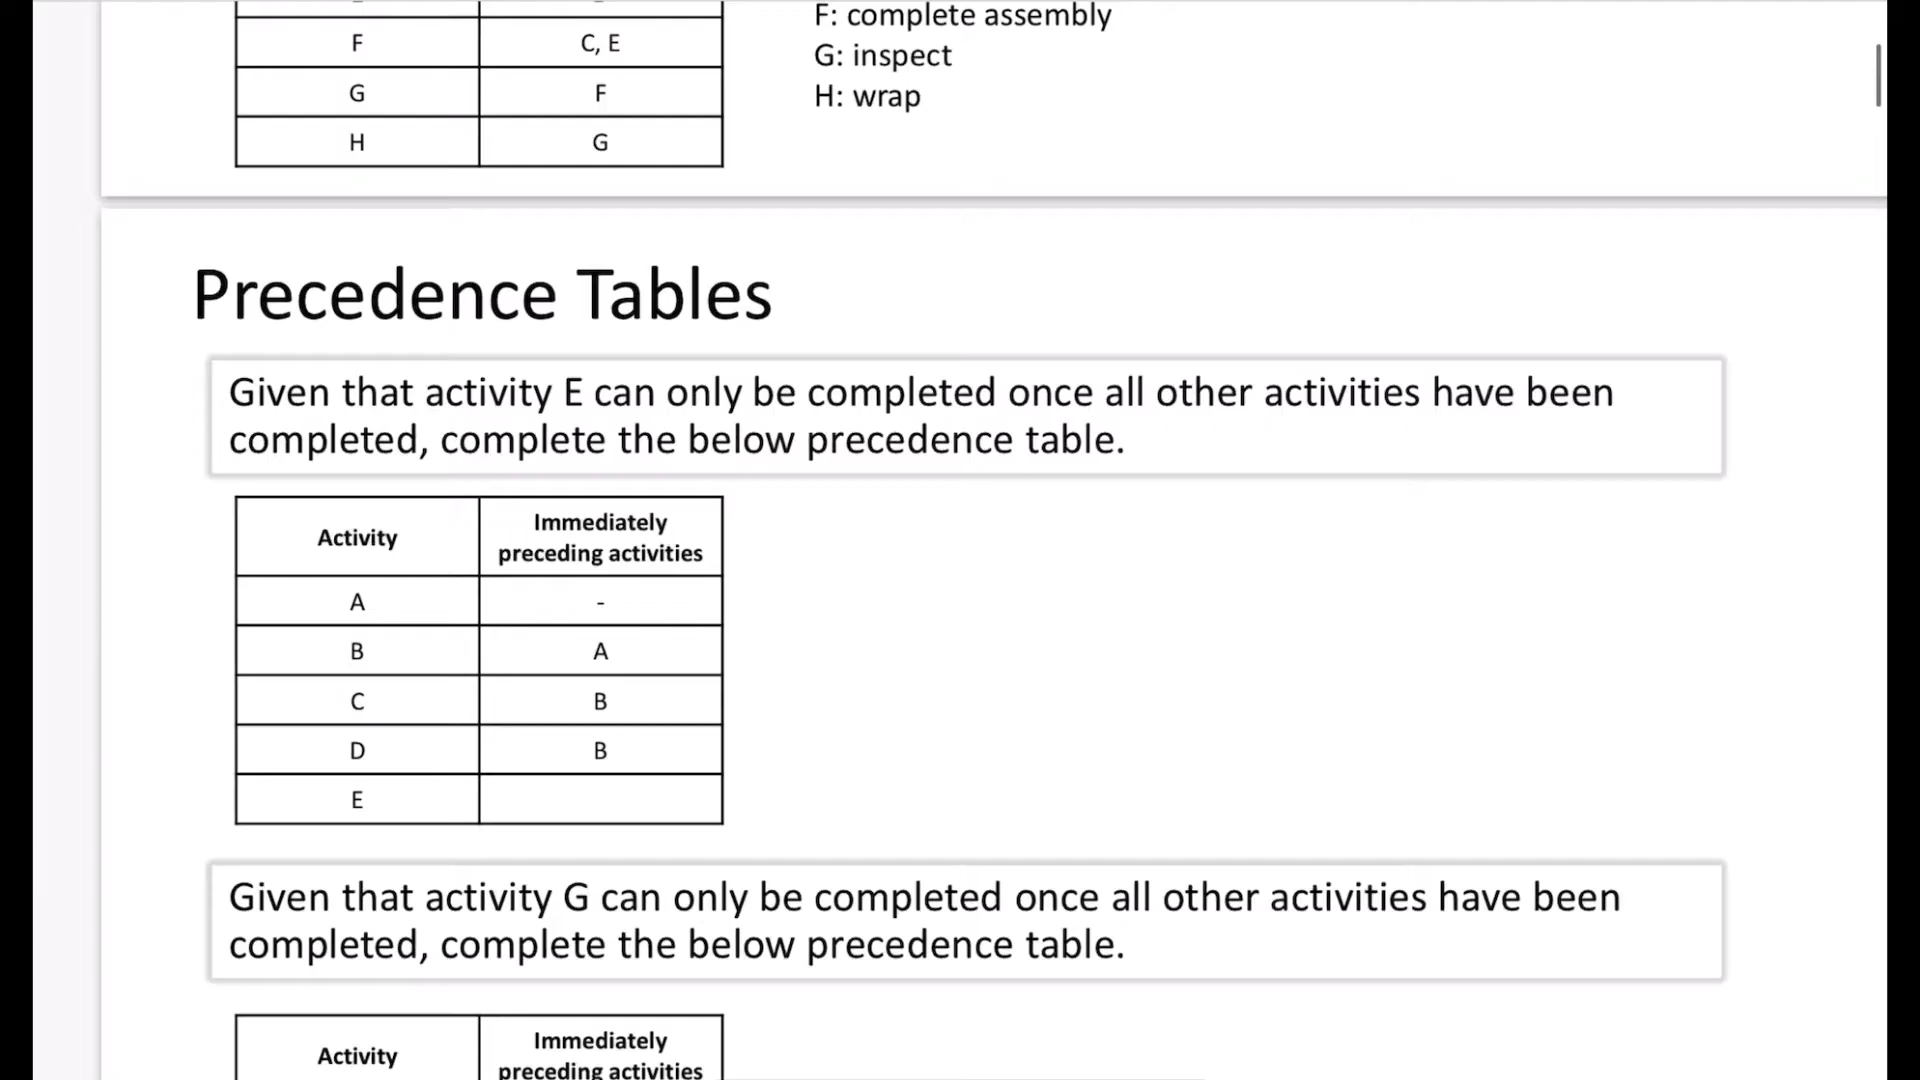 F: complete assembly
F C, E
G: inspect
G F
H: wrap
H G
Precedence Tables
Given that activity E can only be completed once all other activities have been
completed, complete the below precedence table.
Activity Immediately
preceding activities
A -
B A
C B
D B
E
Given that activity G can only be completed once all other activities have been
completed, complete the below precedence table.
Activity Immediately
preceding activities